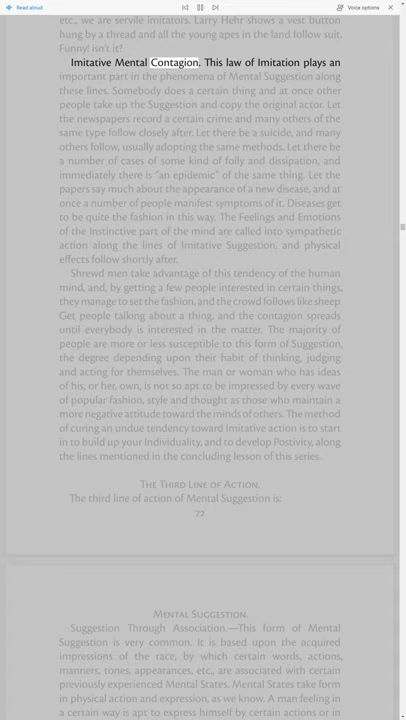 Read aloud
Voice options
etc., we are servile imitators. Larry Hehr shows a vest button
hung by a thread and all the young apes in the land follow suit.
Funny! isn't it?
Imitative Mental Contagion. This law of Imitation plays an
important part in the phenomena of Mental Suggestion along
these lines. Somebody does a certain thing and at once other
people take up the Suggestion and copy the original actor. Let
the newspapers record a certain crime and many others of the
same type follow closely after. Let there be a suicide, and many
others follow, usually adopting the same methods. Let there be
a number of cases of some kind of folly and dissipation, and
immediately there is "an epidemic" of the same thing. Let the
papers say much about the appearance of a new disease, and at
once a number of people manifest symptoms of it. Diseases get
to be quite the fashion in this way. The Feelings and Emotions
of the Instinctive part of the mind are called into sympathetic
action along the lines of Imitative Suggestion, and physical
effects follow shortly after.
Shrewd men take advantage of this tendency of the human
mind, and, by getting a few people interested in certain things,
they manage to set the fashion, and the crowd follows like sheep.
Get people talking about a thing, and the contagion spreads
until everybody is interested in the matter. The majority of
people are more or less susceptible to this form of Suggestion,
the degree depending upon their habit of thinking, judging
and acting for themselves. The man or woman who has ideas
of his, or her, own, is not so apt to be impressed by every wave
of popular fashion, style and thought as those who maintain a
more negative attitude toward the minds of others. The method
of curing an undue tendency toward Imitative action is to start
in to build up your Individuality, and to develop Postivity, along
the lines mentioned in the concluding lesson of this series.
The Third Line of Action.
The third line of action of Mental Suggestion is:
72
Mental Suggestion.
Suggestion Through Association.—This form of Mental
Suggestion is very common. It is based upon the acquired
impressions of the race, by which certain words, actions,
manners, tones, appearances, etc., are associated with certain
previously experienced Mental States. Mental States take form
in physical action and expression, as we know. A man feeling in
a certain way is apt to express himself by certain actions or in